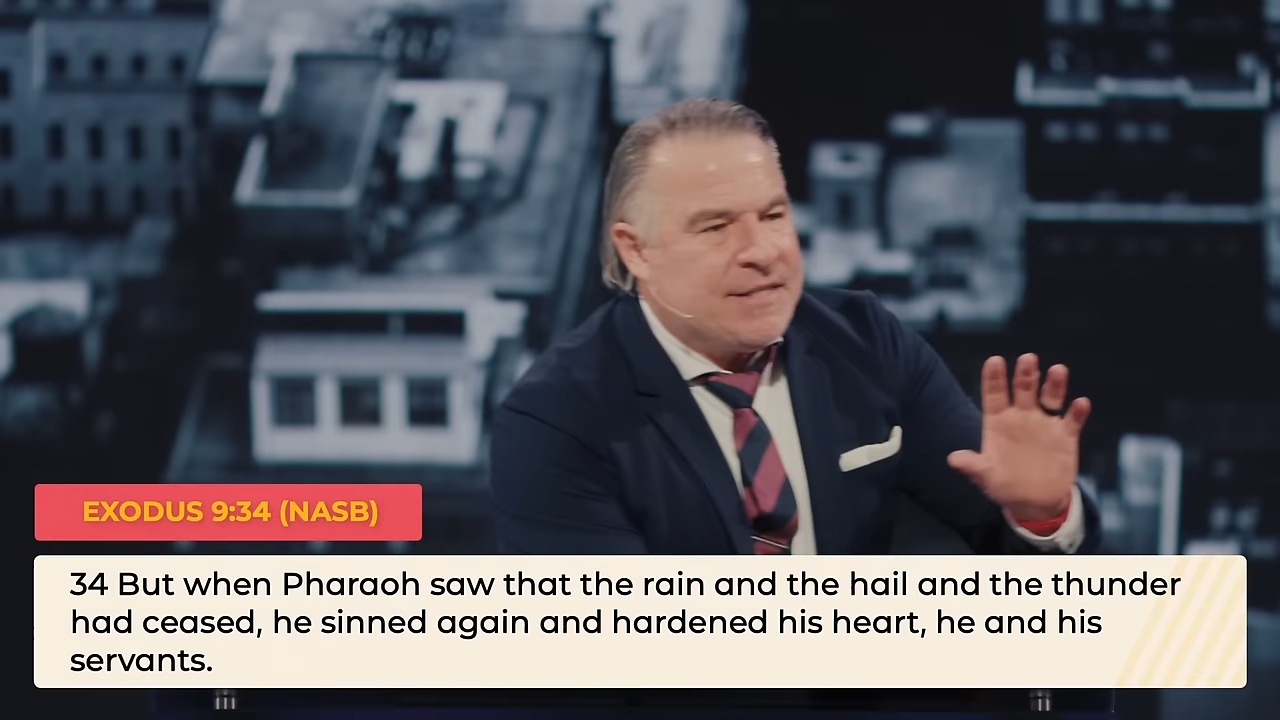 EXODUS 9:34 (NASB)
34 But when Pharaoh saw that the rain and the hail and the thunder
had ceased, he sinned again and hardened his heart, he and his
servants.